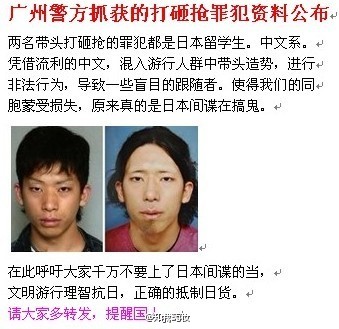 广州警方抓获的打砸抢罪犯资料公布
两名带头打砸抢的罪犯都是日本留学生。中文系。
凭借流利的中文，混入游行人群中带头造势，进行
非法行为，导致一些盲目的跟随者。使得我们的同
胞蒙受损失，原来真的是日本间谍在搞鬼。
在此呼吁大家千万不要上了日本间谍的当，
文明游行理智抗日，正确的抵制日货。
请大家多转发，提醒国